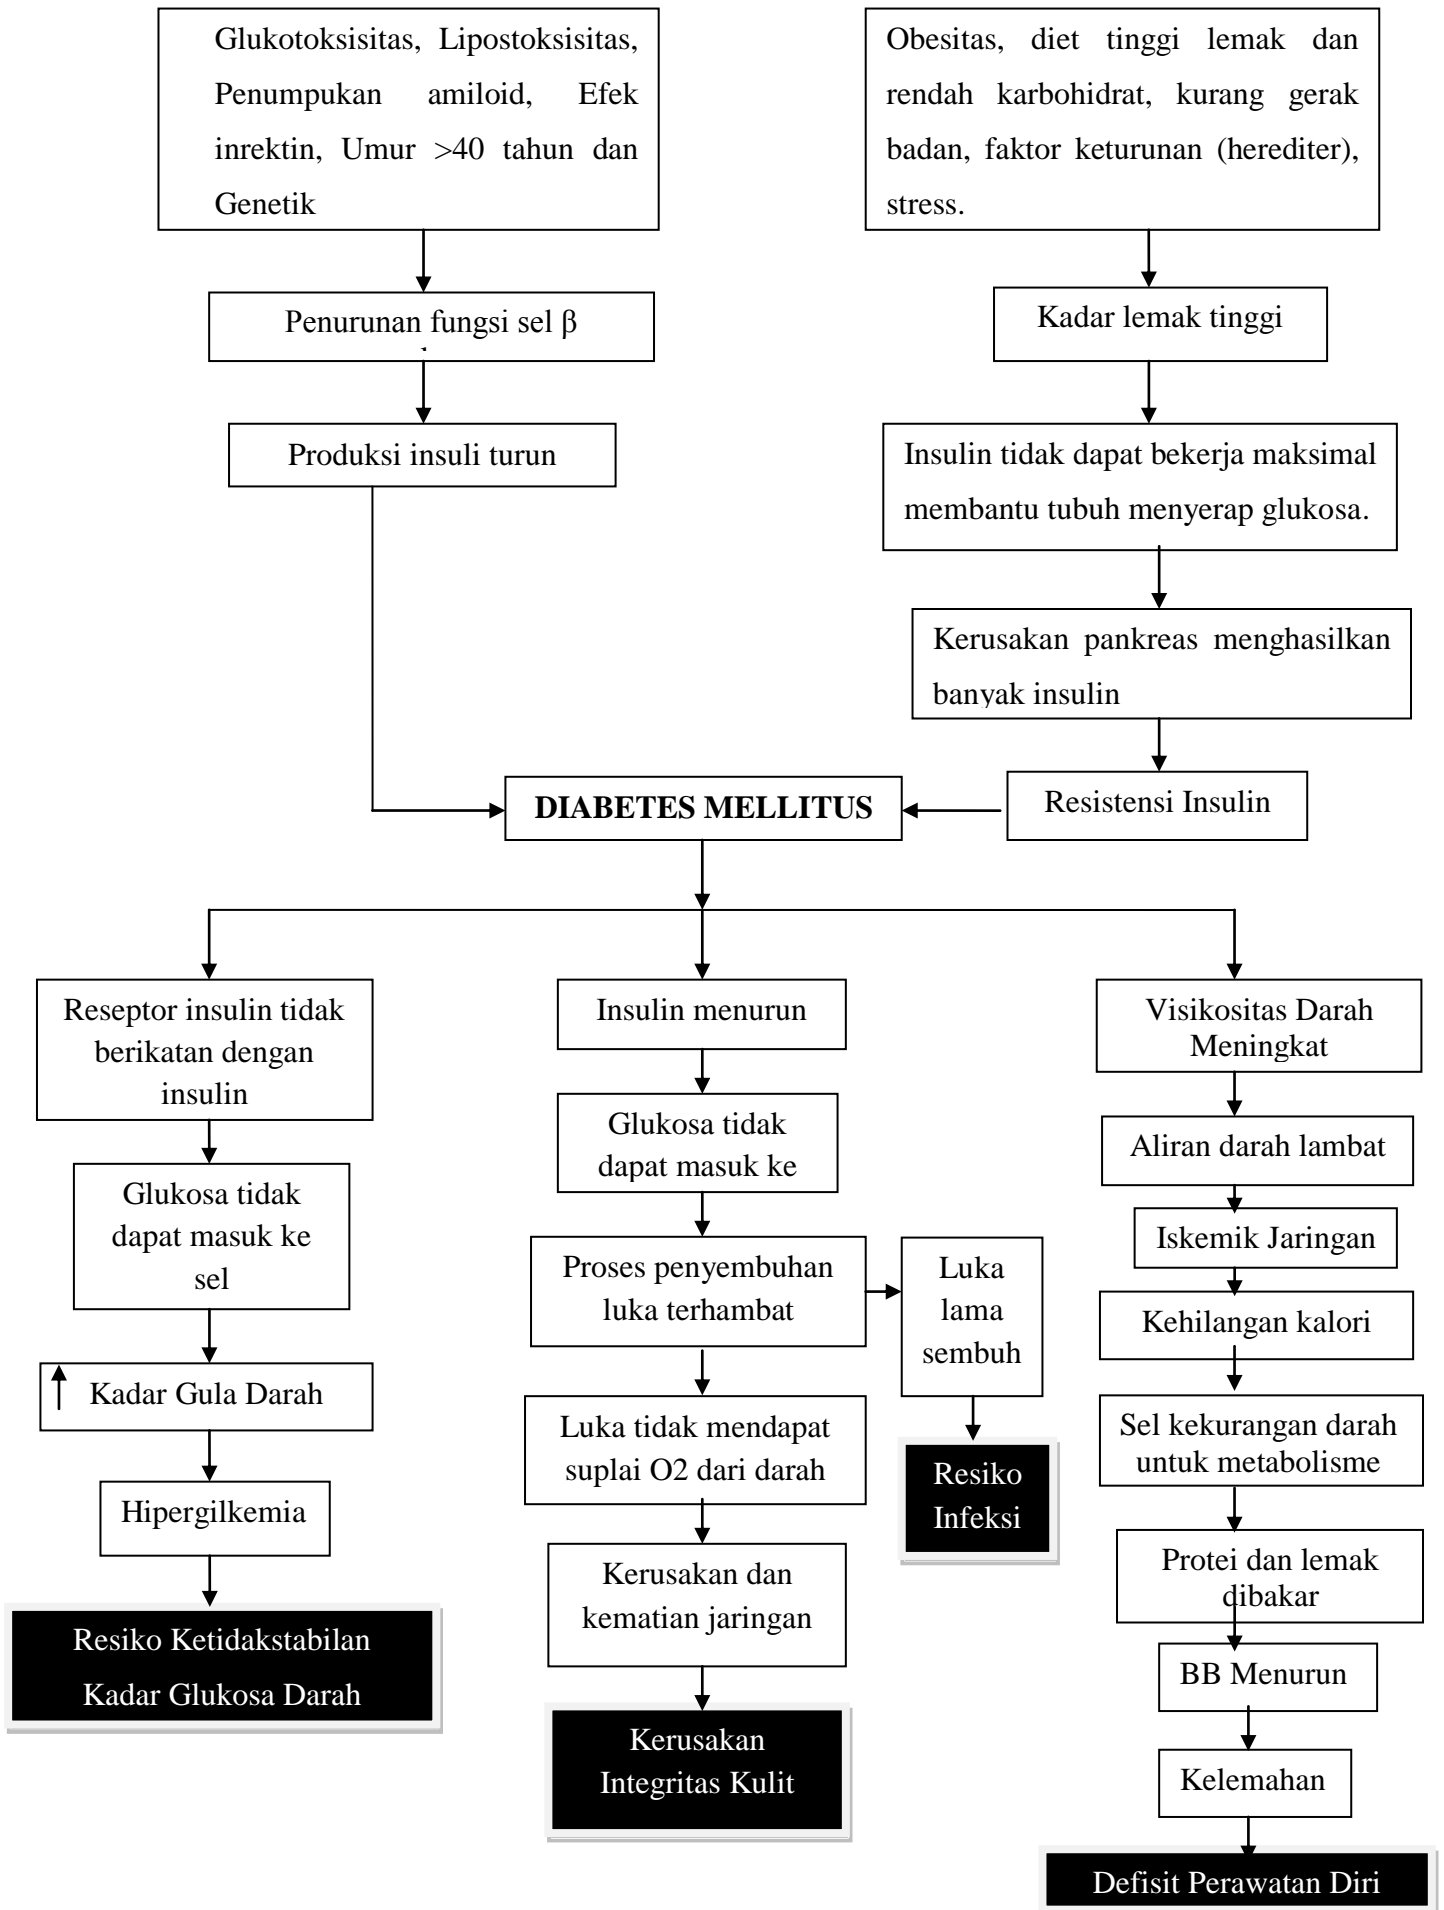 Glukotoksisitas, Lipostoksisitas,
Penumpukan amiloid, Efek
inrektin, Umur >40 tahun dan
Genetik
Obesitas, diet tinggi lemak dan
rendah karbohidrat, kurang gerak
badan, faktor keturunan (herediter),
stress.
Penurunan fungsi sel β
Kadar lemak tinggi
Produksi insuli turun
Insulin tidak dapat bekerja maksimal
membantu tubuh menyerap glukosa.
Kerusakan pankreas menghasilkan
banyak insulin
DIABETES MELLITUS
Resistensi Insulin
Reseptor insulin tidak
berikatan dengan
insulin
Glukosa tidak
dapat masuk ke
sel
Kadar Gula Darah
Hipergilkemia
Resiko Ketidakstabilan
Kadar Glukosa Darah
Insulin menurun
Glukosa tidak
dapat masuk ke
Proses penyembuhan
luka terhambat
Luka
lama
sembuh
Resiko
Infeksi
Luka tidak mendapat
suplai O2 dari darah
Kerusakan dan
kematian jaringan
Kerusakan
Integritas Kulit
Visikositas Darah
Meningkat
Aliran darah lambat
Iskemik Jaringan
Kehilangan kalori
Sel kekurangan darah
untuk metabolisme
Protei dan lemak
dibakar
BB Menurun
Kelemahan
Defisit Perawatan Diri